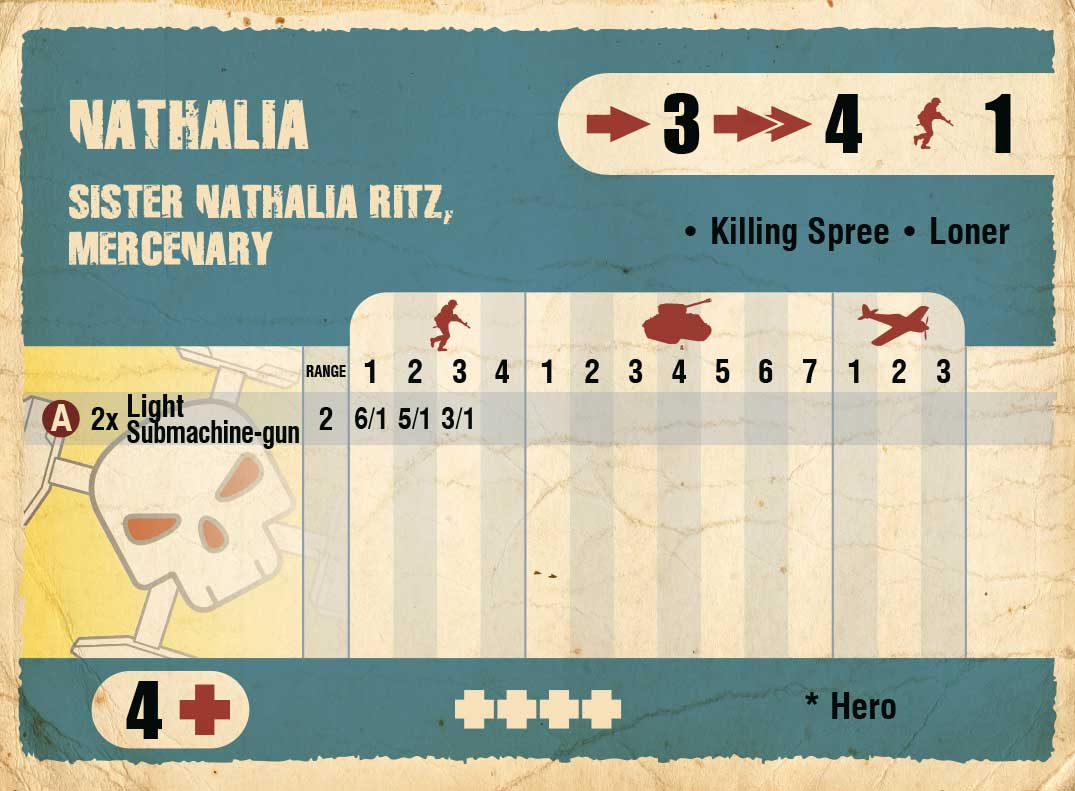 NATHALIA
3 4 1
SISTER NATHALIA RITZ,
MERCENARY
• Killing Spree • Loner
RANGE 1 2 3 4 1 2 3 4 5 6 7 1 2 3
A 2x Light
Submachine-gun 2 6/1 5/1 3/1
4
* Hero